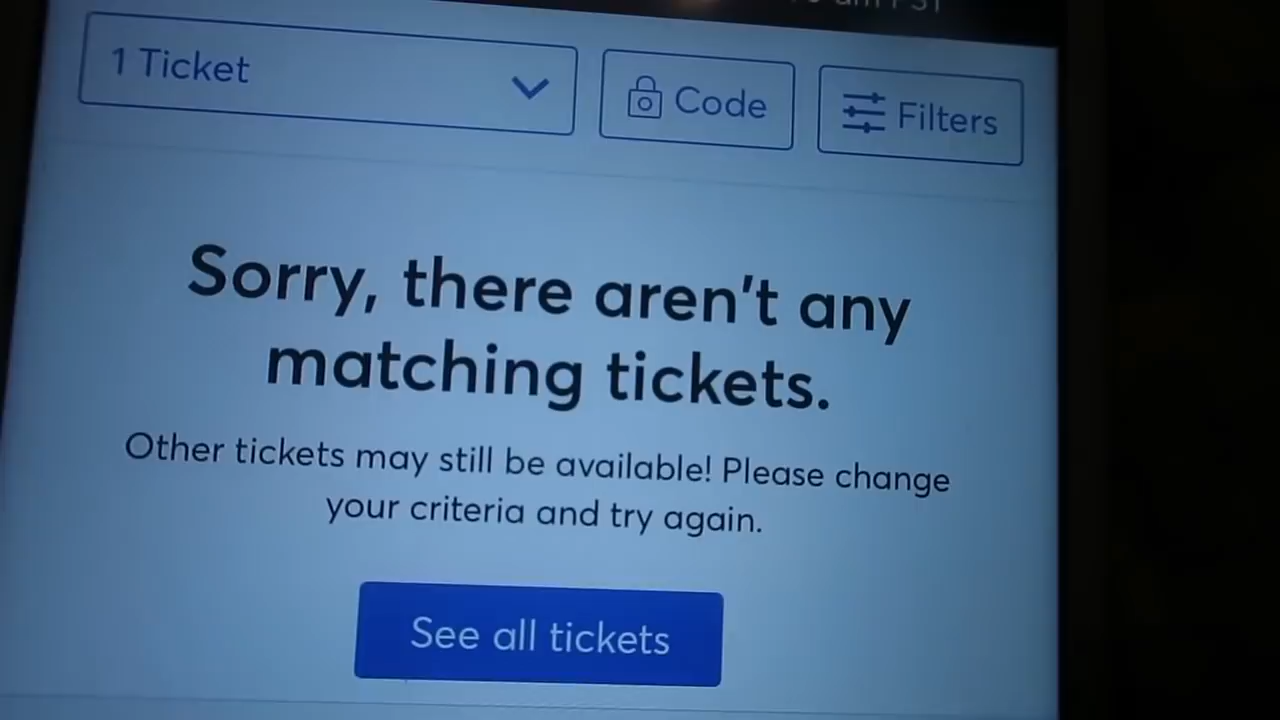 1 Ticket
Code
Filters
Sorry, there aren't any
matching tickets.
Other tickets may still be available! Please change
your criteria and try again.
See all tickets